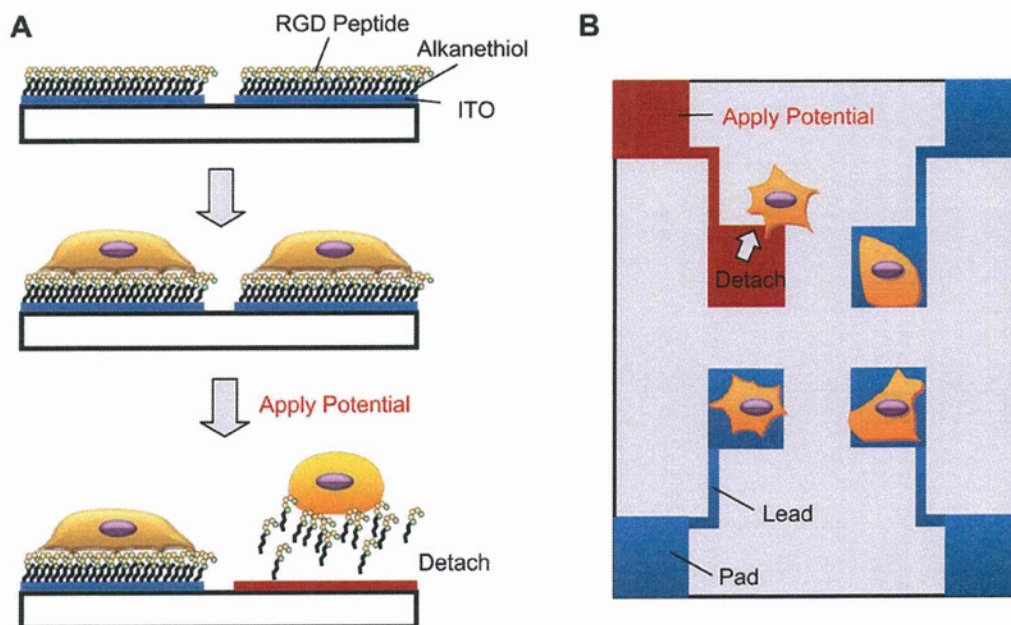 A
RGD Peptide
Alkanethiol
ITO
Apply Potential
Detach
B
Apply Potential
Detach
Lead
Pad